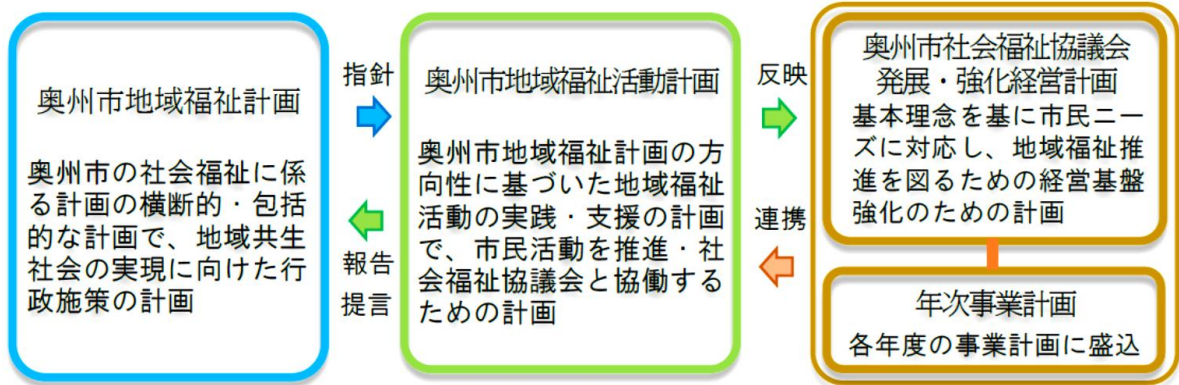 奥州市地域福祉計画
奥州市の社会福祉に係
る計画の横断的・包括
的な計画で、地域共生
社会の実現に向けた行
政施策の計画
指針
報告
提言
奥州市地域福祉活動計画
奥州市地域福祉計画の方
向性に基づいた地域福祉
活動の実践・支援の計画
で、市民活動を推進・社
会福祉協議会と協働する
ための計画
反映
連携
奥州市社会福祉協議会
発展・強化経営計画
基本理念を基に市民ニー
ズに対応し、地域福祉推
進を図るための経営基盤
強化のための計画
年次事業計画
各年度の事業計画に盛込